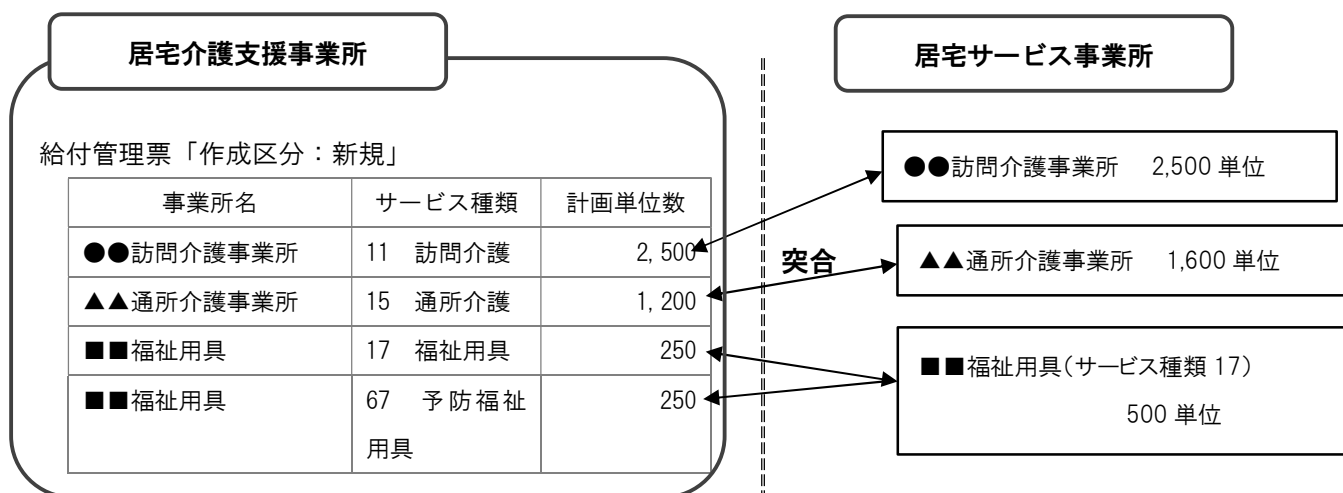 居宅介護支援事業所
居宅サービス事業所
給付管理票「作成区分：新規」
事業所名 サービス種類 計画単位数
●●訪問介護事業所 11 訪問介護 2,500
▲▲通所介護事業所 15 通所介護 1,200
■■福祉用具 17 福祉用具 250
■■福祉用具 67 予防福祉 250
用具
突合
●●訪問介護事業所 2,500 単位
▲▲通所介護事業所 1,600 単位
■■福祉用具（サービス種類 17）
500 単位